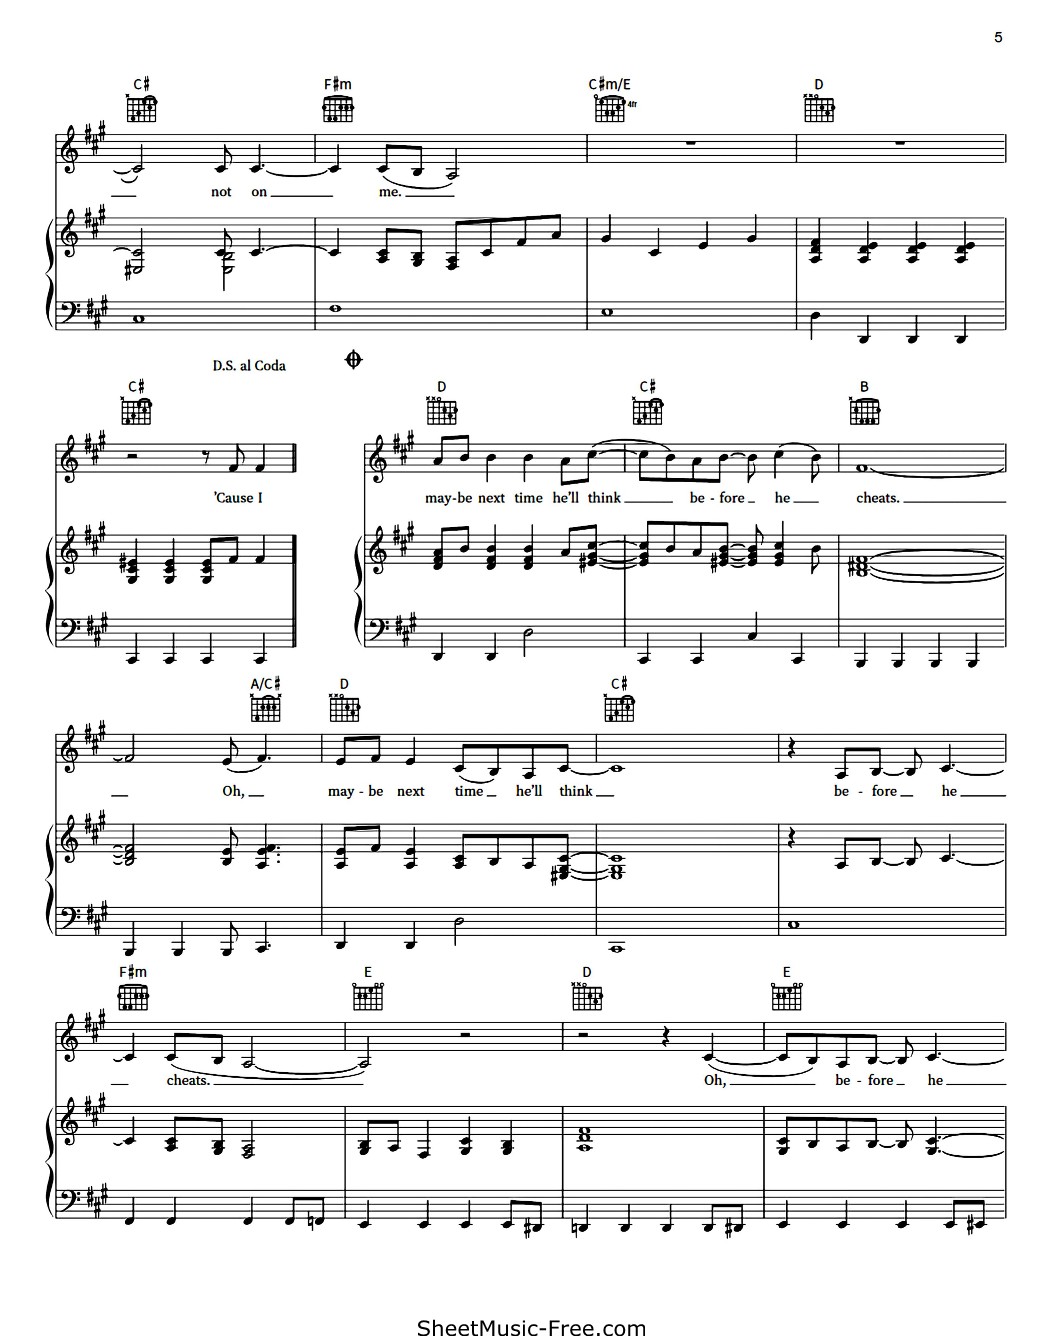 5
C♯ F♯m C♯m/E D
4fr
not on me.
D.S. al Coda
C♯ D C♯ B
'Cause I may-be next time he'll think be - fore he cheats.
A/C♯ D C♯
Oh, may - be next time he'll think be - fore he
F♯m E D E
cheats. Oh, be - fore he
SheetMusic-Free.com